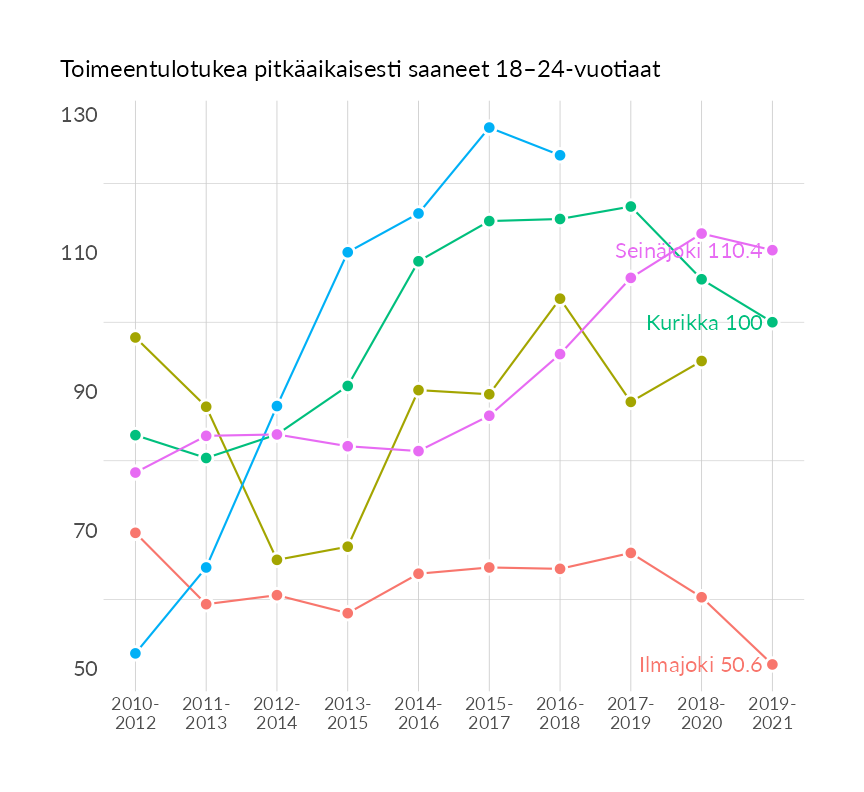 Toimeentulotukea pitkäaikaisesti saaneet 18–24-vuotiaat
130
110
Seinäjoki 110.4
Kurikka 100
90
70
Ilmajoki 50.6
50
2010- 2011- 2012- 2013- 2014- 2015- 2016- 2017- 2018- 2019-
2012 2013 2014 2015 2016 2017 2018 2019 2020 2021